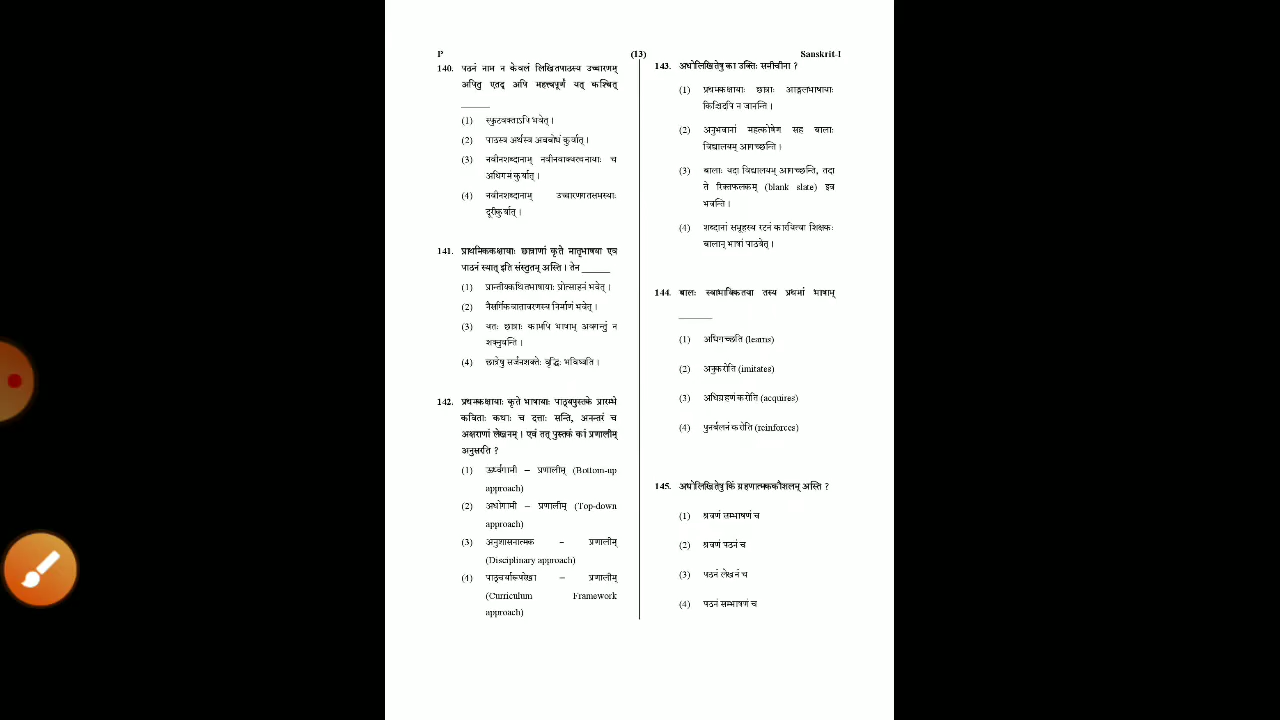 P
(13)
Sanskrit-I
140. पठनं नाम न केवलं लिखितपाठस्य उच्चारणम्
अपितु एतद् अपि महत्त्वपूर्णं यत् कश्चित्
______
(1) स्फुटवक्ताऽपि भवेत् ।
(2) पाठस्य अर्थस्य अवबोधं कुर्यात् ।
(3) नवीनशब्दानाम् नवीनवाक्यरचनायाः च
अधिगमं कुर्यात् ।
(4) नवीनशब्दानाम् उच्चारणगतसमस्याः
दूरीकुर्यात् ।
141. प्राथमिककक्षायाः छात्राणां कृते मातृभाषया एव
पाठनं स्यात् इति संस्तुतम् अस्ति । तेन ______
(1) प्रान्तीयकथितभाषायाः प्रोत्साहनं भवेत् ।
(2) नैसर्गिकवातावरणस्य निर्माणं भवेत् ।
(3) यतः छात्राः कामपि भाषाम् अवगन्तुं न
शक्नुवन्ति ।
(4) छात्रेषु सर्जनशक्तेः वृद्धिः भविष्यति ।
142. प्रथमकक्षायाः कृते भाषायाः पाठ्यपुस्तके प्रारम्भे
कविताः कथाः च दत्ताः सन्ति, अनन्तरं च
अक्षराणां लेखनम् । एवं तत् पुस्तकं कां प्रणालीम्
अनुसरति ?
(1) ऊर्ध्वगामी – प्रणालीम् (Bottom-up
approach)
(2) अधोगामी – प्रणालीम् (Top-down
approach)
(3) अनुशासनात्मक – प्रणालीम्
(Disciplinary approach)
(4) पाठ्यचर्यारूपरेखा – प्रणालीम्
(Curriculum Framework
approach)
143. अधोलिखितेषु का उक्तिः समीचीना ?
(1) प्रथमकक्षायाः छात्राः आङ्गलभाषायाः
किञ्चिदपि न जानन्ति ।
(2) अनुभवानां महत्कोषेण सह बालाः
विद्यालयम् आगच्छन्ति ।
(3) बालाः यदा विद्यालयम् आगच्छन्ति, तदा
ते रिक्तफलकम् (blank slate) इव
भवन्ति ।
(4) शब्दानां समूहस्य रटनं कारयित्वा शिक्षकः
बालान् भाषां पाठयेत् ।
144. बालः स्वाभाविकतया तस्य प्रथमां भाषाम्
______
(1) अधिगच्छति (learns)
(2) अनुकरोति (imitates)
(3) अधिग्रहणं करोति (acquires)
(4) पुनर्बलनं करोति (reinforces)
145. अधोलिखितेषु किं ग्रहणात्मककौशलम् अस्ति ?
(1) श्रवणं सम्भाषणं च
(2) श्रवणं पठनं च
(3) पठनं लेखनं च
(4) पठनं सम्भाषणं च